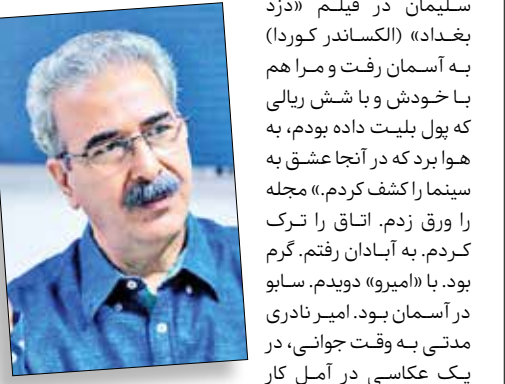 سلیمان در فیلم «دزد
بغداد» (الکساندر کوردا)
به آسمان رفت و مرا هم
با خودش و با شش ریالی
که پول بلیت داده بودم، به
هوا برد که در آنجا عشق به
سینما را کشف کردم.» مجله
را ورق زدم. اتاق را ترک
کردم. به آبادان رفتم. گرم
بود. با «امیرو» دویدم. سابو
در آسمان بود. امیر نادری
مدتی به وقت جوانی، در
یک عکاسی در آمل کار